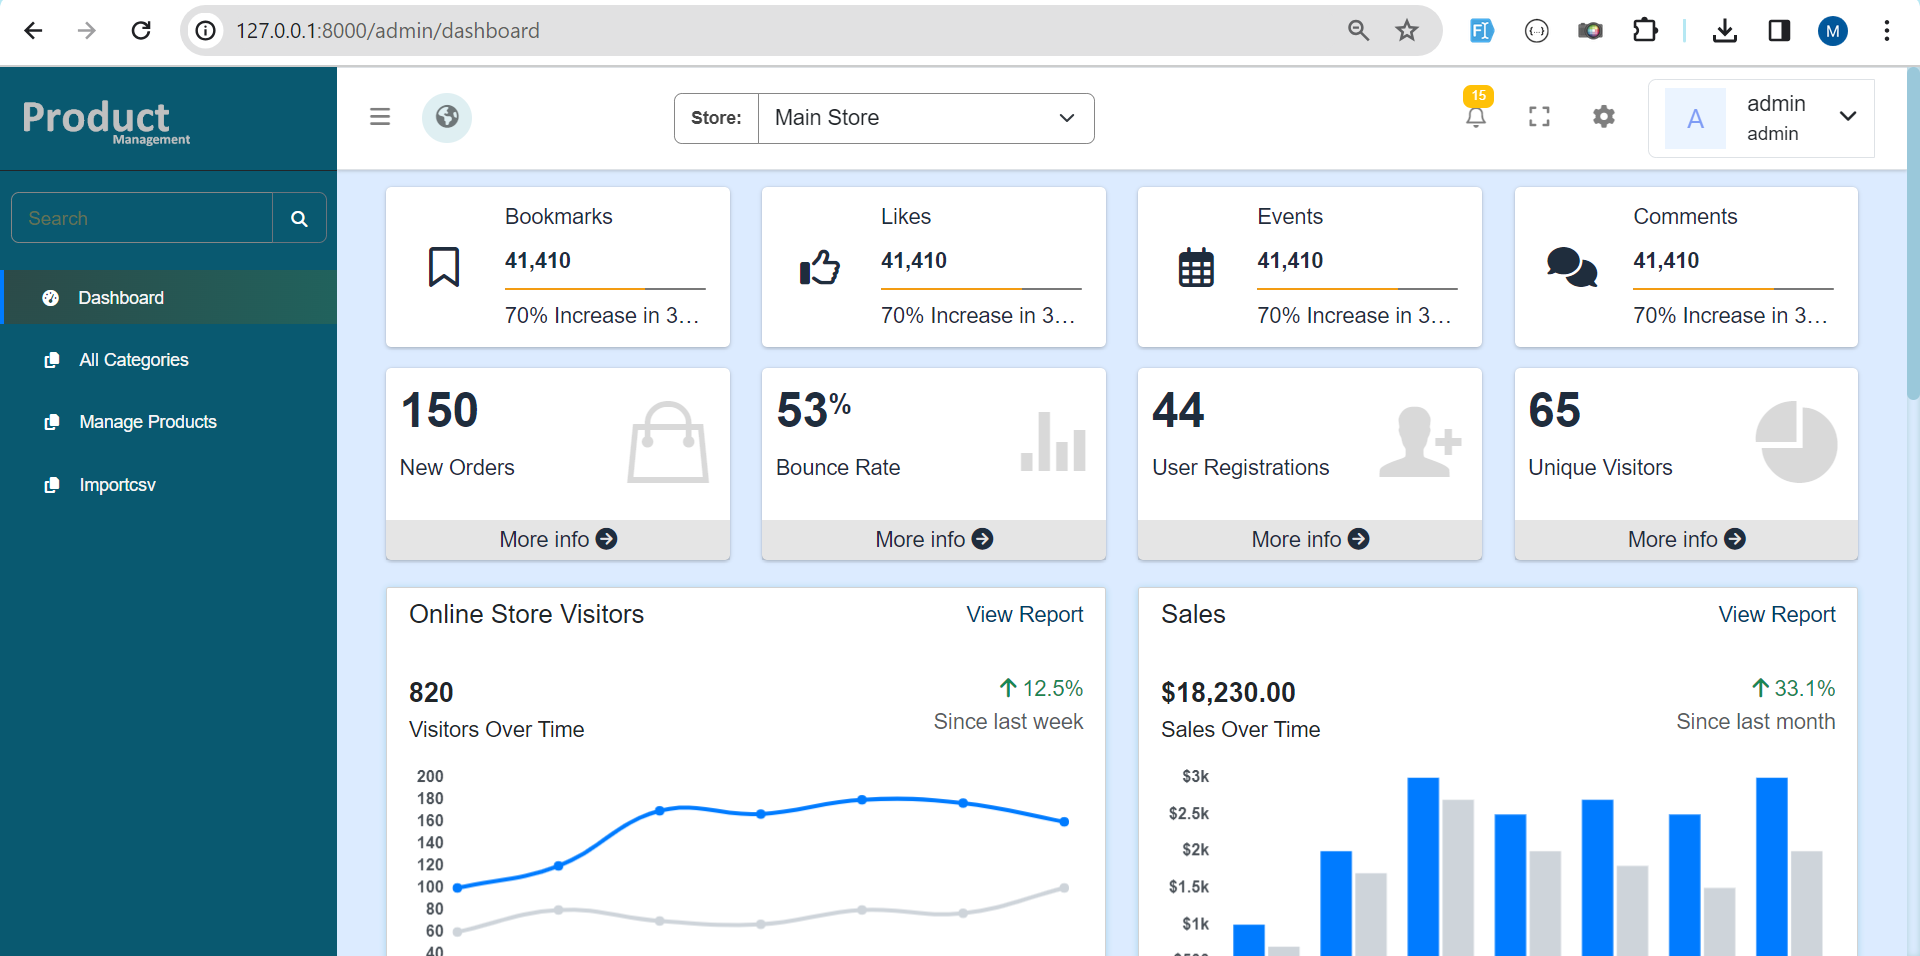 127.0.0.1:8000/admin/dashboard
M
Product
Management
Store: Main Store
15
A
admin
admin
Search
Dashboard
All Categories
Manage Products
Importcsv
Bookmarks
41,410
70% Increase in 3...
Likes
41,410
70% Increase in 3...
Events
41,410
70% Increase in 3...
Comments
41,410
70% Increase in 3...
150
New Orders
More info
53%
Bounce Rate
More info
44
User Registrations
More info
65
Unique Visitors
More info
Online Store Visitors
View Report
820
Visitors Over Time
12.5%
Since last week
200
180
160
140
120
100
80
60
40
Sales
View Report
$18,230.00
Sales Over Time
33.1%
Since last month
$3k
$2.5k
$2k
$1.5k
$1k